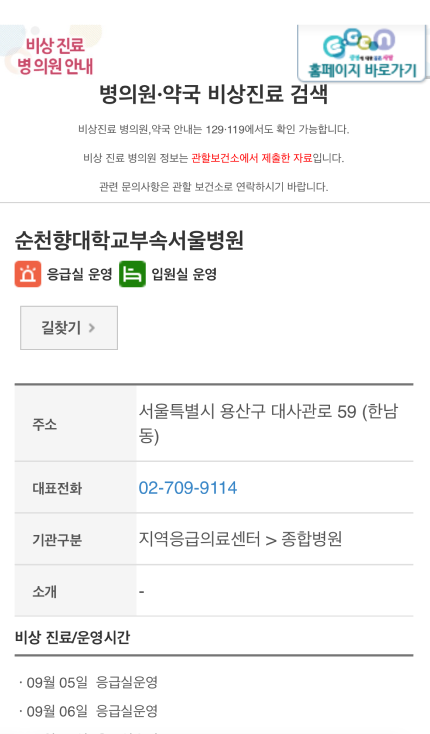 비상 진료
병 의원 안내
E-Gen
홈페이지 바로가기
병의원·약국 비상진료 검색
비상진료 병의원,약국 안내는 129·119에서도 확인 가능합니다.
비상 진료 병의원 정보는 관할보건소에서 제출한 자료입니다.
관련 문의사항은 관할 보건소로 연락하시기 바랍니다.
순천향대학교부속서울병원
응급실 운영 입원실 운영
길찾기 >
주소 서울특별시 용산구 대사관로 59 (한남
동)
대표전화 02-709-9114
기관구분 지역응급의료센터 > 종합병원
소개 -
비상 진료/운영시간
· 09월 05일 응급실운영
· 09월 06일 응급실운영